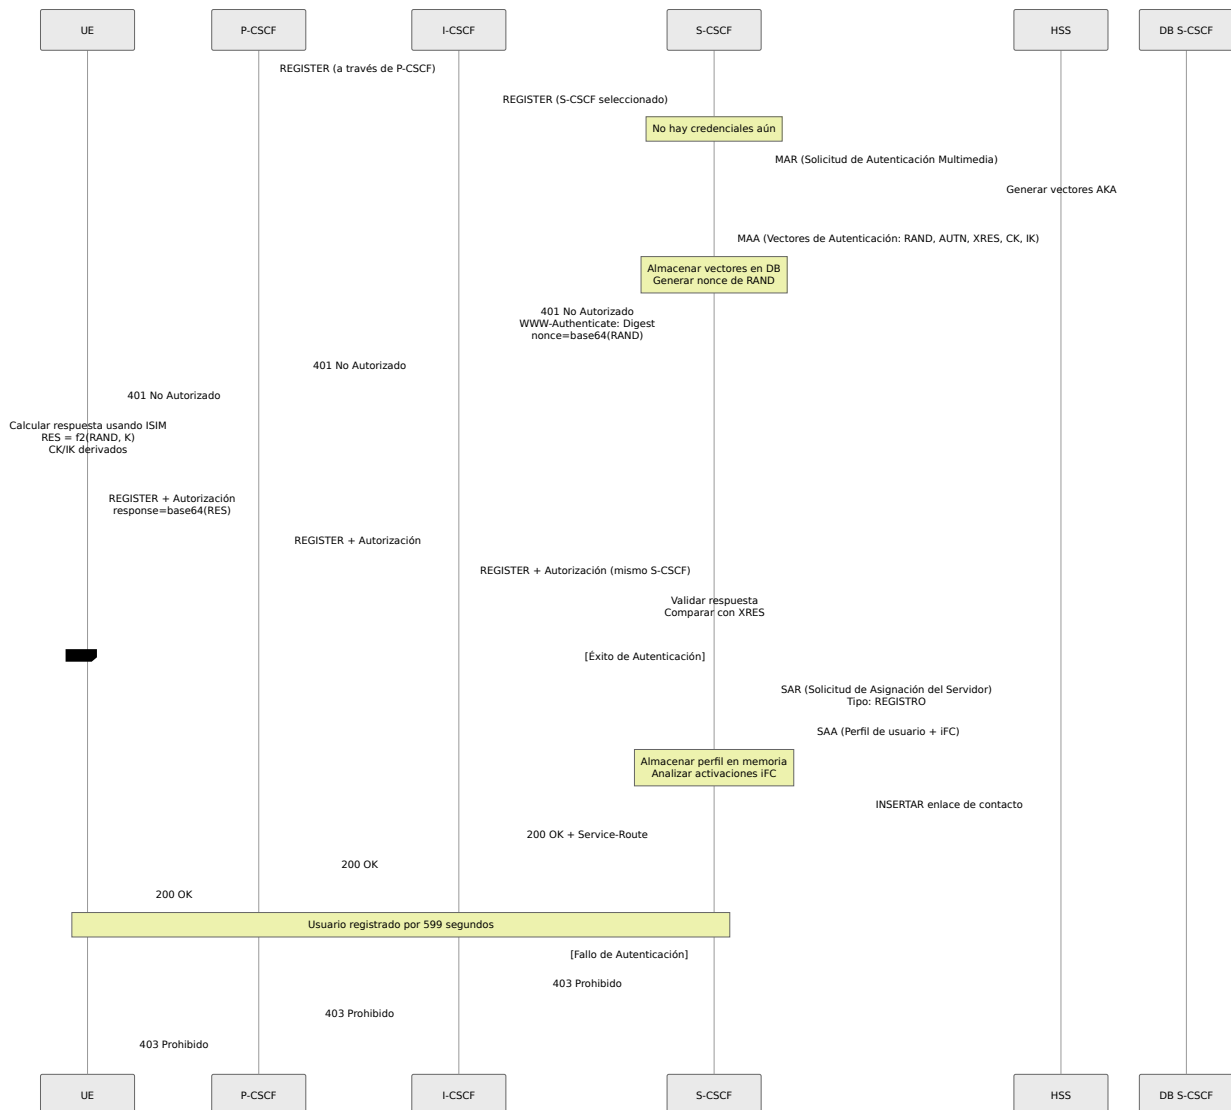 UE
P-CSCF
I-CSCF
S-CSCF
HSS
DB S-CSCF
REGISTER (a través de P-CSCF)
REGISTER (S-CSCF seleccionado)
No hay credenciales aún
MAR (Solicitud de Autenticación Multimedia)
Generar vectores AKA
MAA (Vectores de Autenticación: RAND, AUTN, XRES, CK, IK)
Almacenar vectores en DB
Generar nonce de RAND
401 No Autorizado
WWW-Authenticate: Digest
nonce=base64(RAND)
401 No Autorizado
401 No Autorizado
Calcular respuesta usando ISIM
RES = f2(RAND, K)
CK/IK derivados
REGISTER + Autorización
response=base64(RES)
REGISTER + Autorización
REGISTER + Autorización (mismo S-CSCF)
Validar respuesta
Comparar con XRES
[Éxito de Autenticación]
SAR (Solicitud de Asignación del Servidor)
Tipo: REGISTRO
SAA (Perfil de usuario + iFC)
Almacenar perfil en memoria
Analizar activaciones iFC
INSERTAR enlace de contacto
200 OK + Service-Route
200 OK
200 OK
Usuario registrado por 599 segundos
[Fallo de Autenticación]
403 Prohibido
403 Prohibido
403 Prohibido
UE
P-CSCF
I-CSCF
S-CSCF
HSS
DB S-CSCF